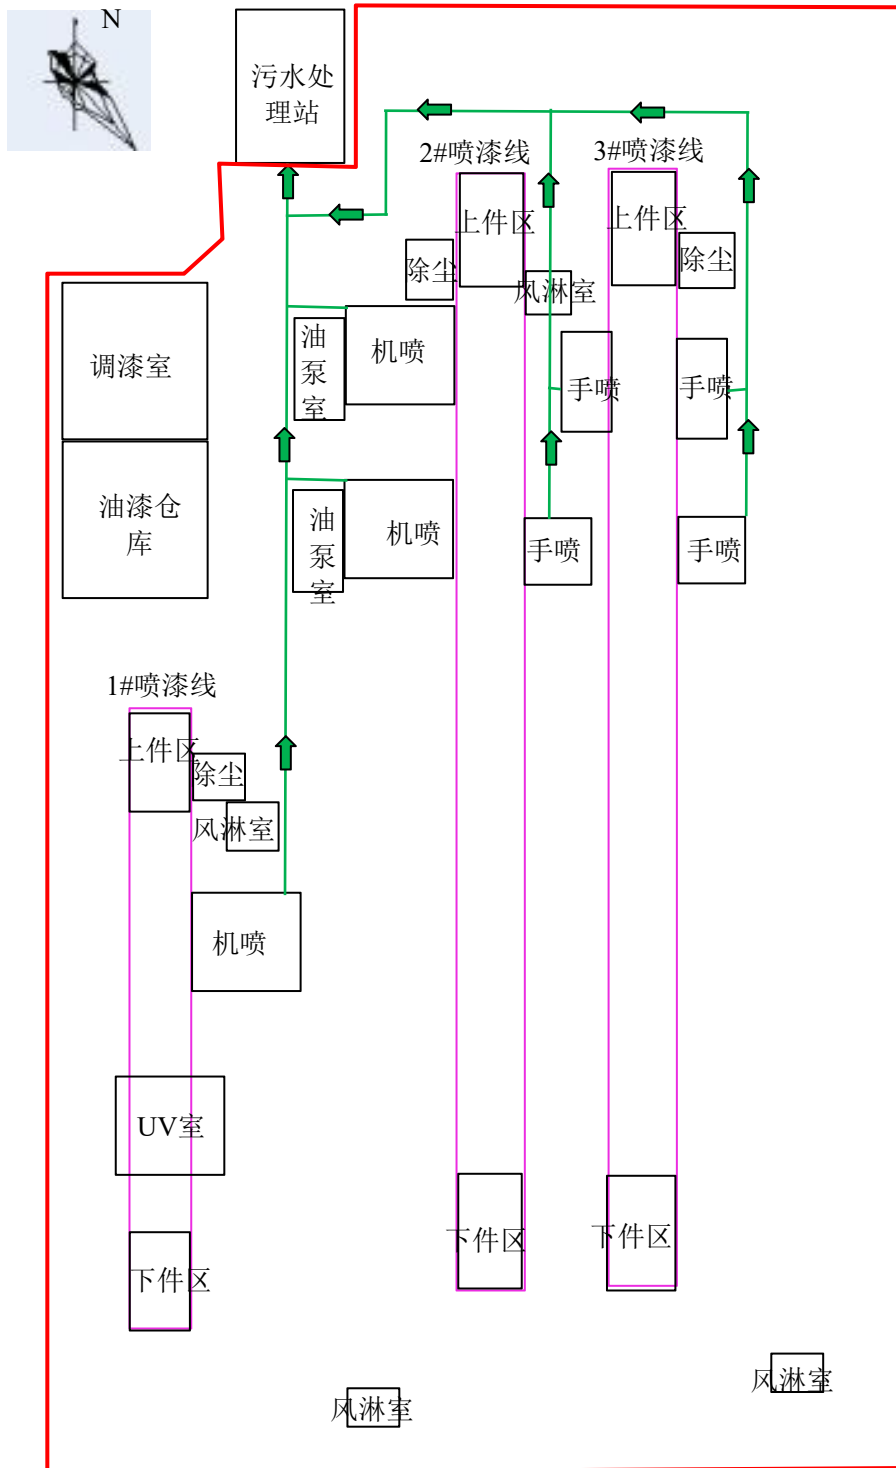 N
污水处
理站
2#喷漆线
3#喷漆线
上件区
上件区
除尘
除尘
风淋室
油
泵
室
机喷
调漆室
手喷
手喷
油漆仓
库
油
泵
室
机喷
手喷
手喷
1#喷漆线
上件区
除尘
风淋室
机喷
UV室
下件区
下件区
下件区
风淋室
风淋室